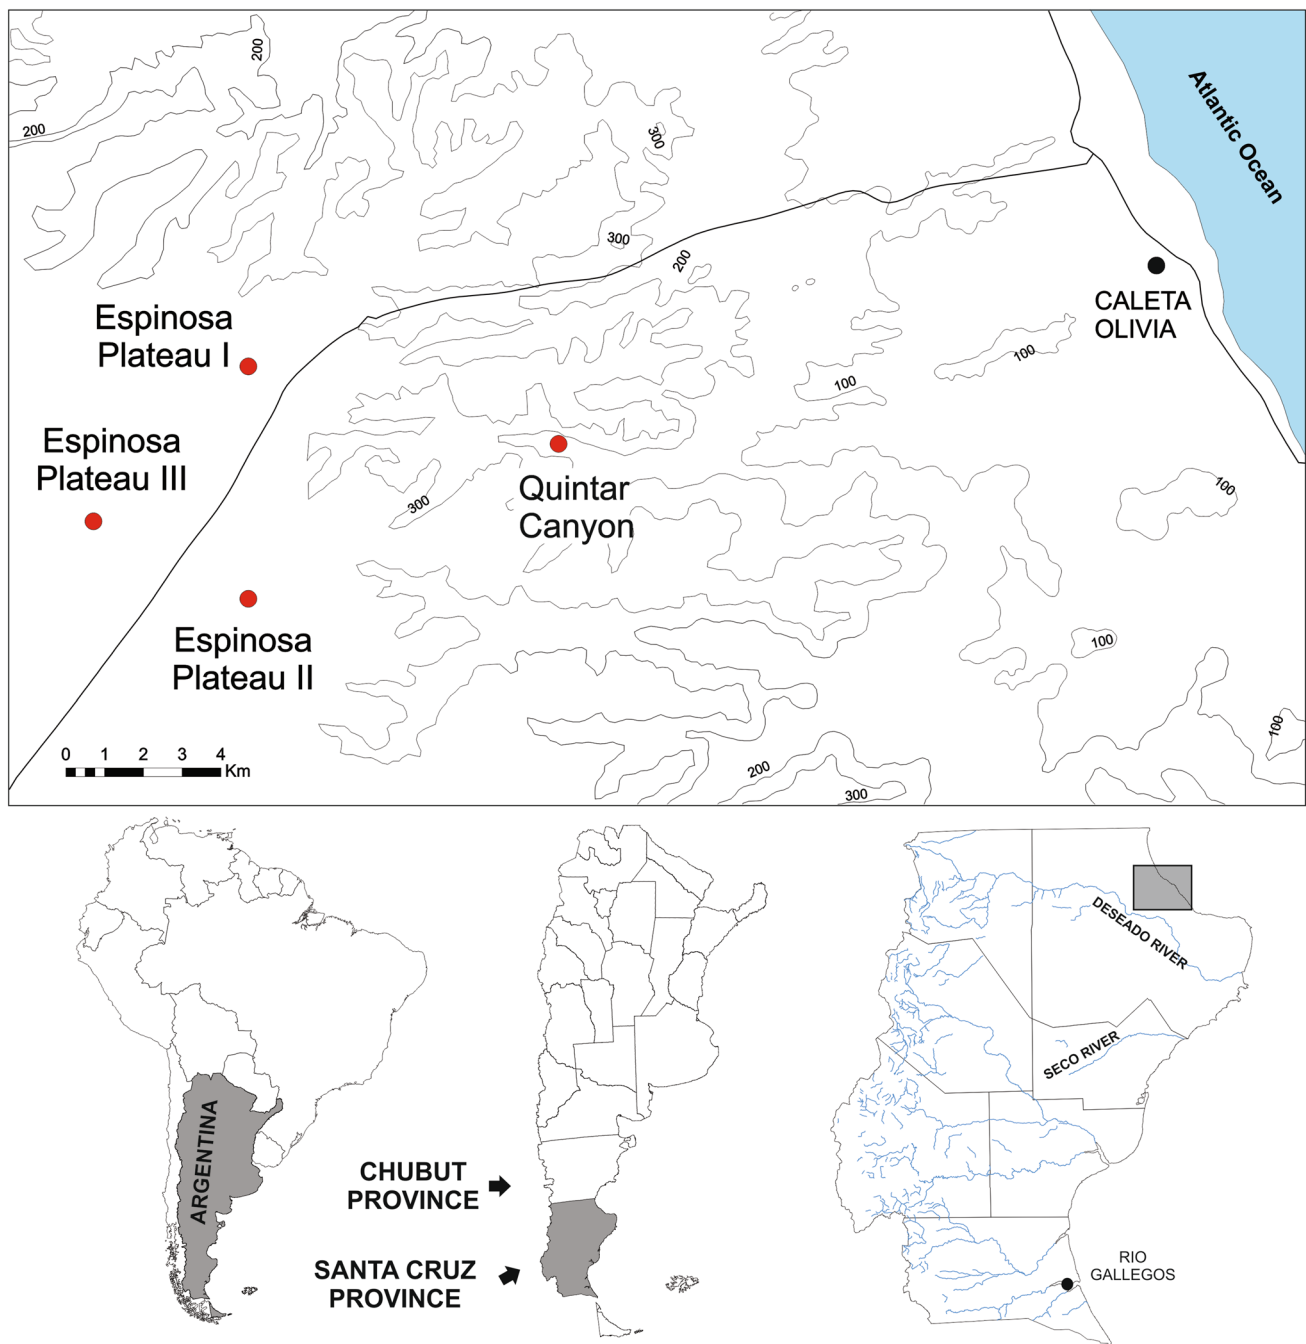 200
200
300
300
200
Atlantic Ocean
CALETA
OLIVIA
Espinosa
Plateau I
100
100
Espinosa
Plateau III
Quintar
Canyon
300
100
Espinosa
Plateau II
100
100
0 1 2 3 4
Km
200
300
ARGENTINA
CHUBUT
PROVINCE
SANTA CRUZ
PROVINCE
DESEADO RIVER
SECO RIVER
RIO
GALLEGOS